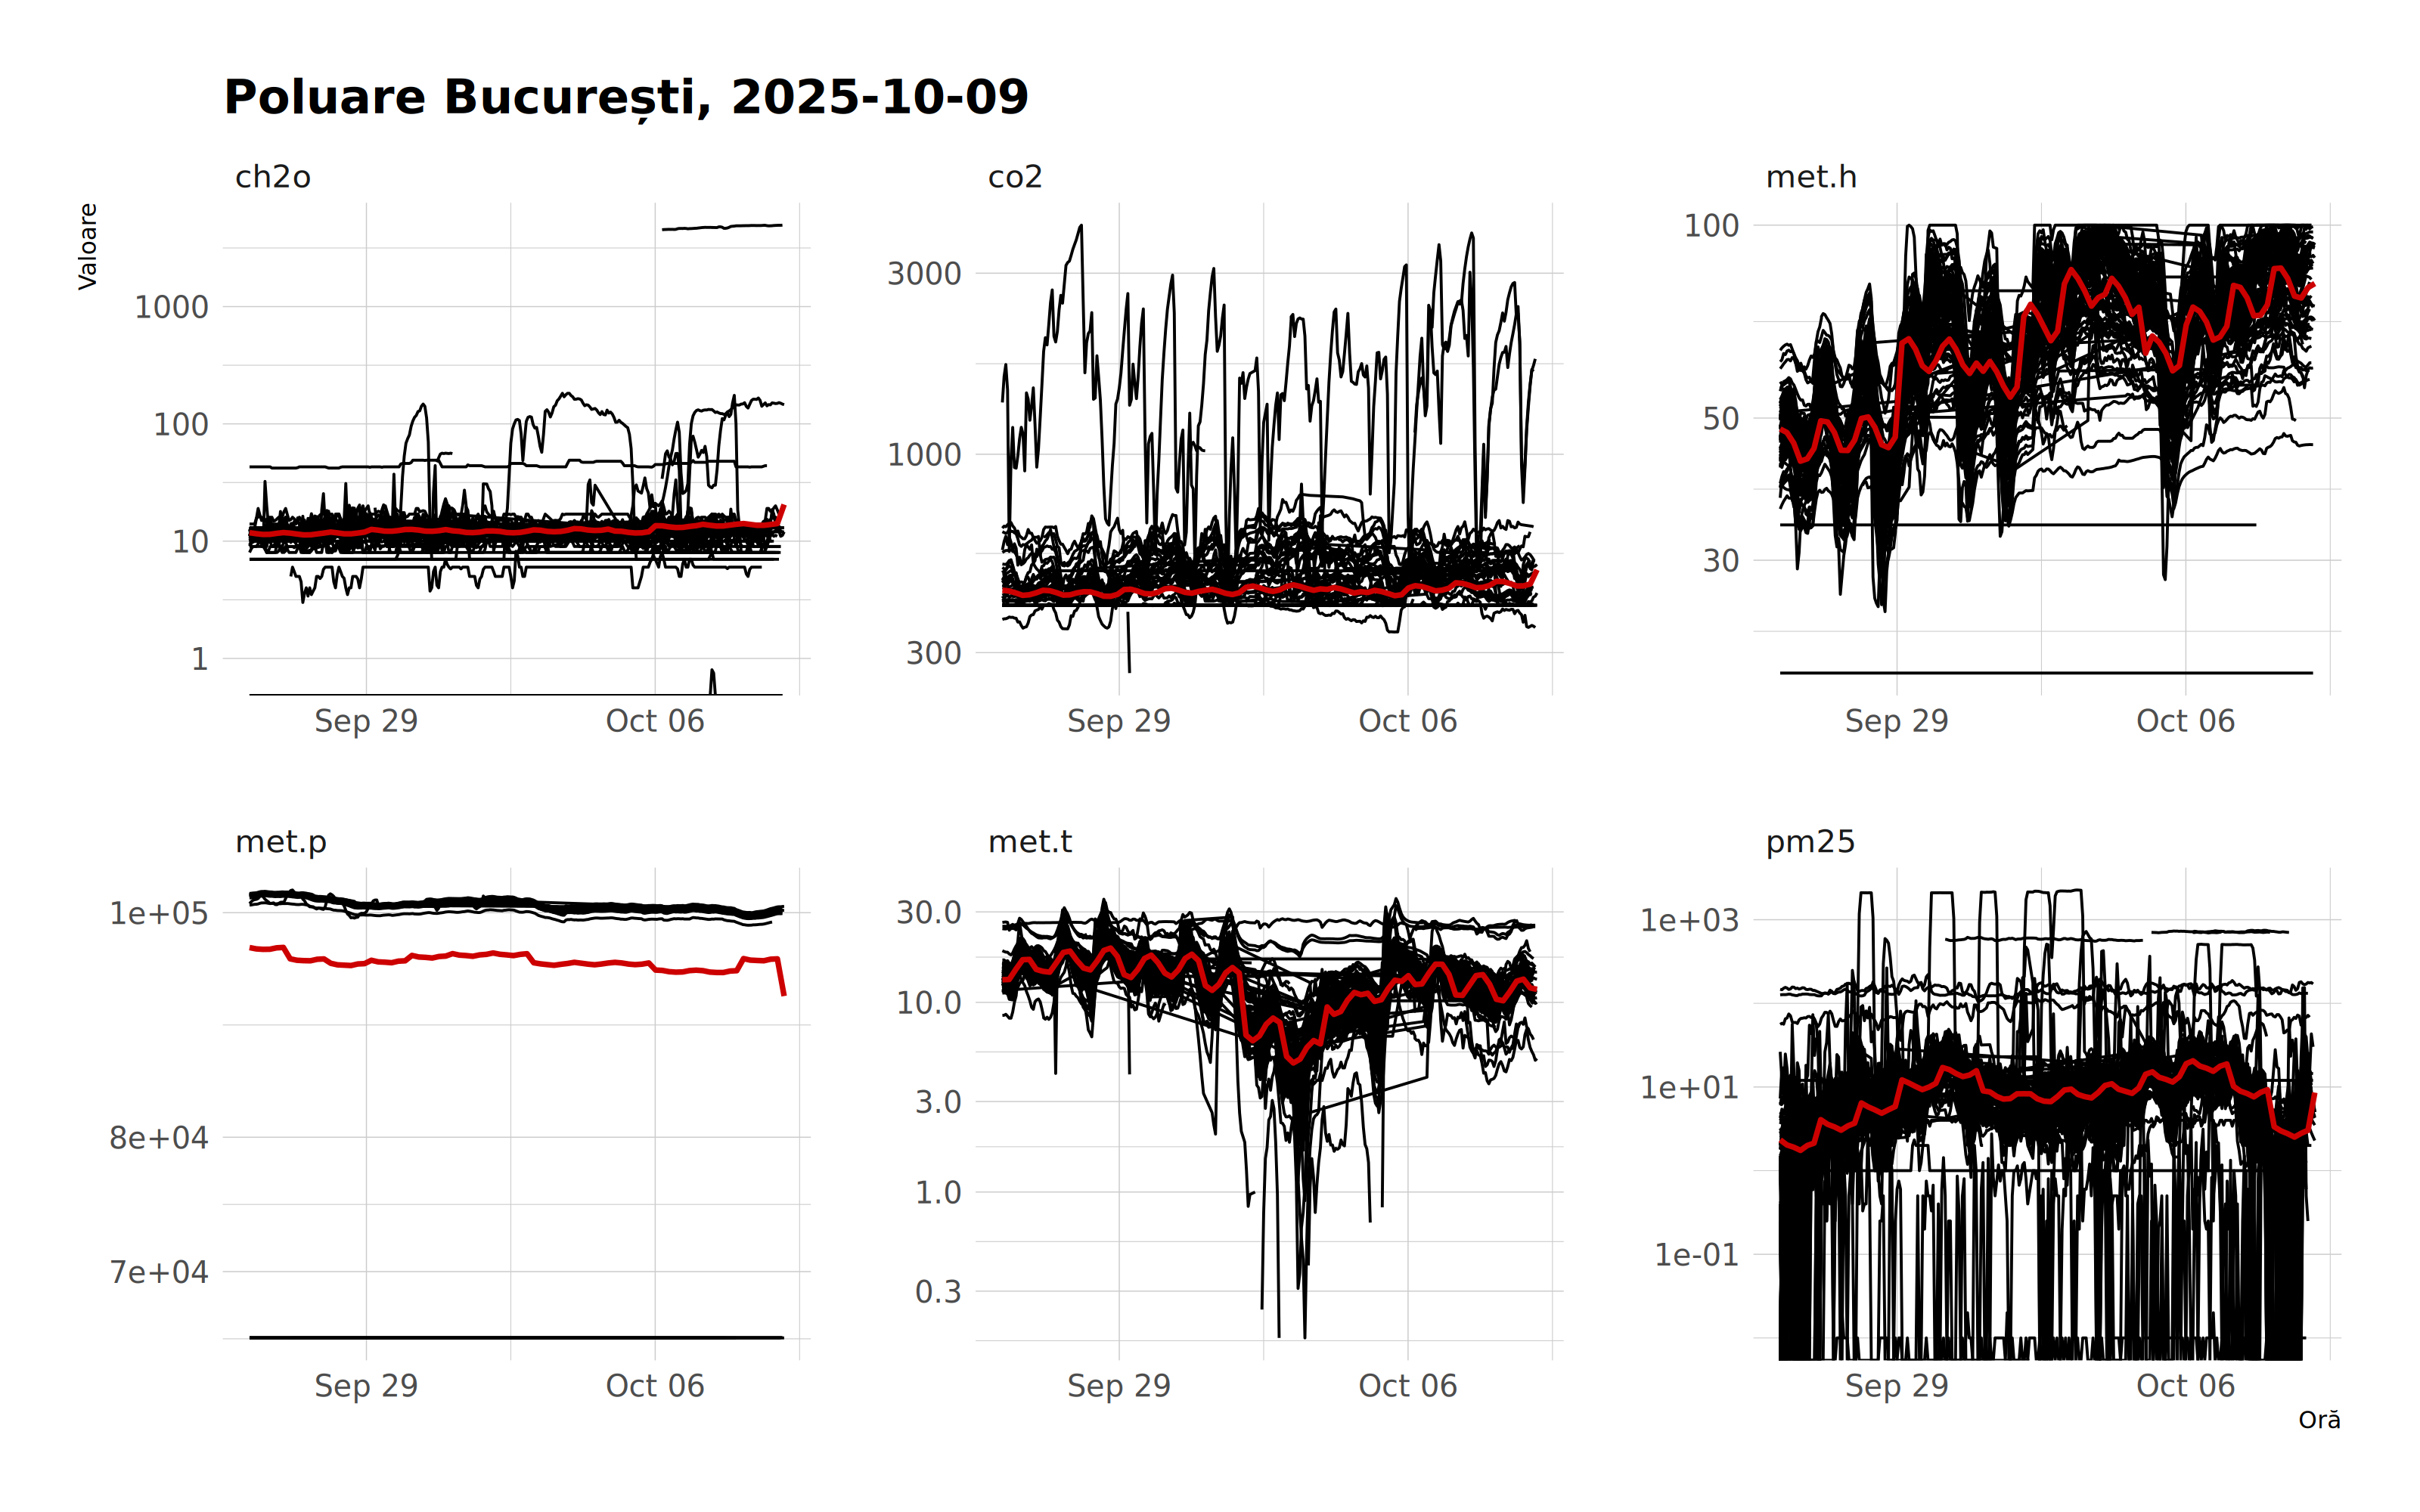 Poluare București, 2025-10-09
Valoare
ch2o
1000
100
10
1
Sep 29 Oct 06
co2
3000
1000
300
Sep 29 Oct 06
met.h
100
50
30
Sep 29 Oct 06
met.p
1e+05
8e+04
7e+04
Sep 29 Oct 06
met.t
30.0
10.0
3.0
1.0
0.3
Sep 29 Oct 06
pm25
1e+03
1e+01
1e-01
Sep 29 Oct 06
Oră